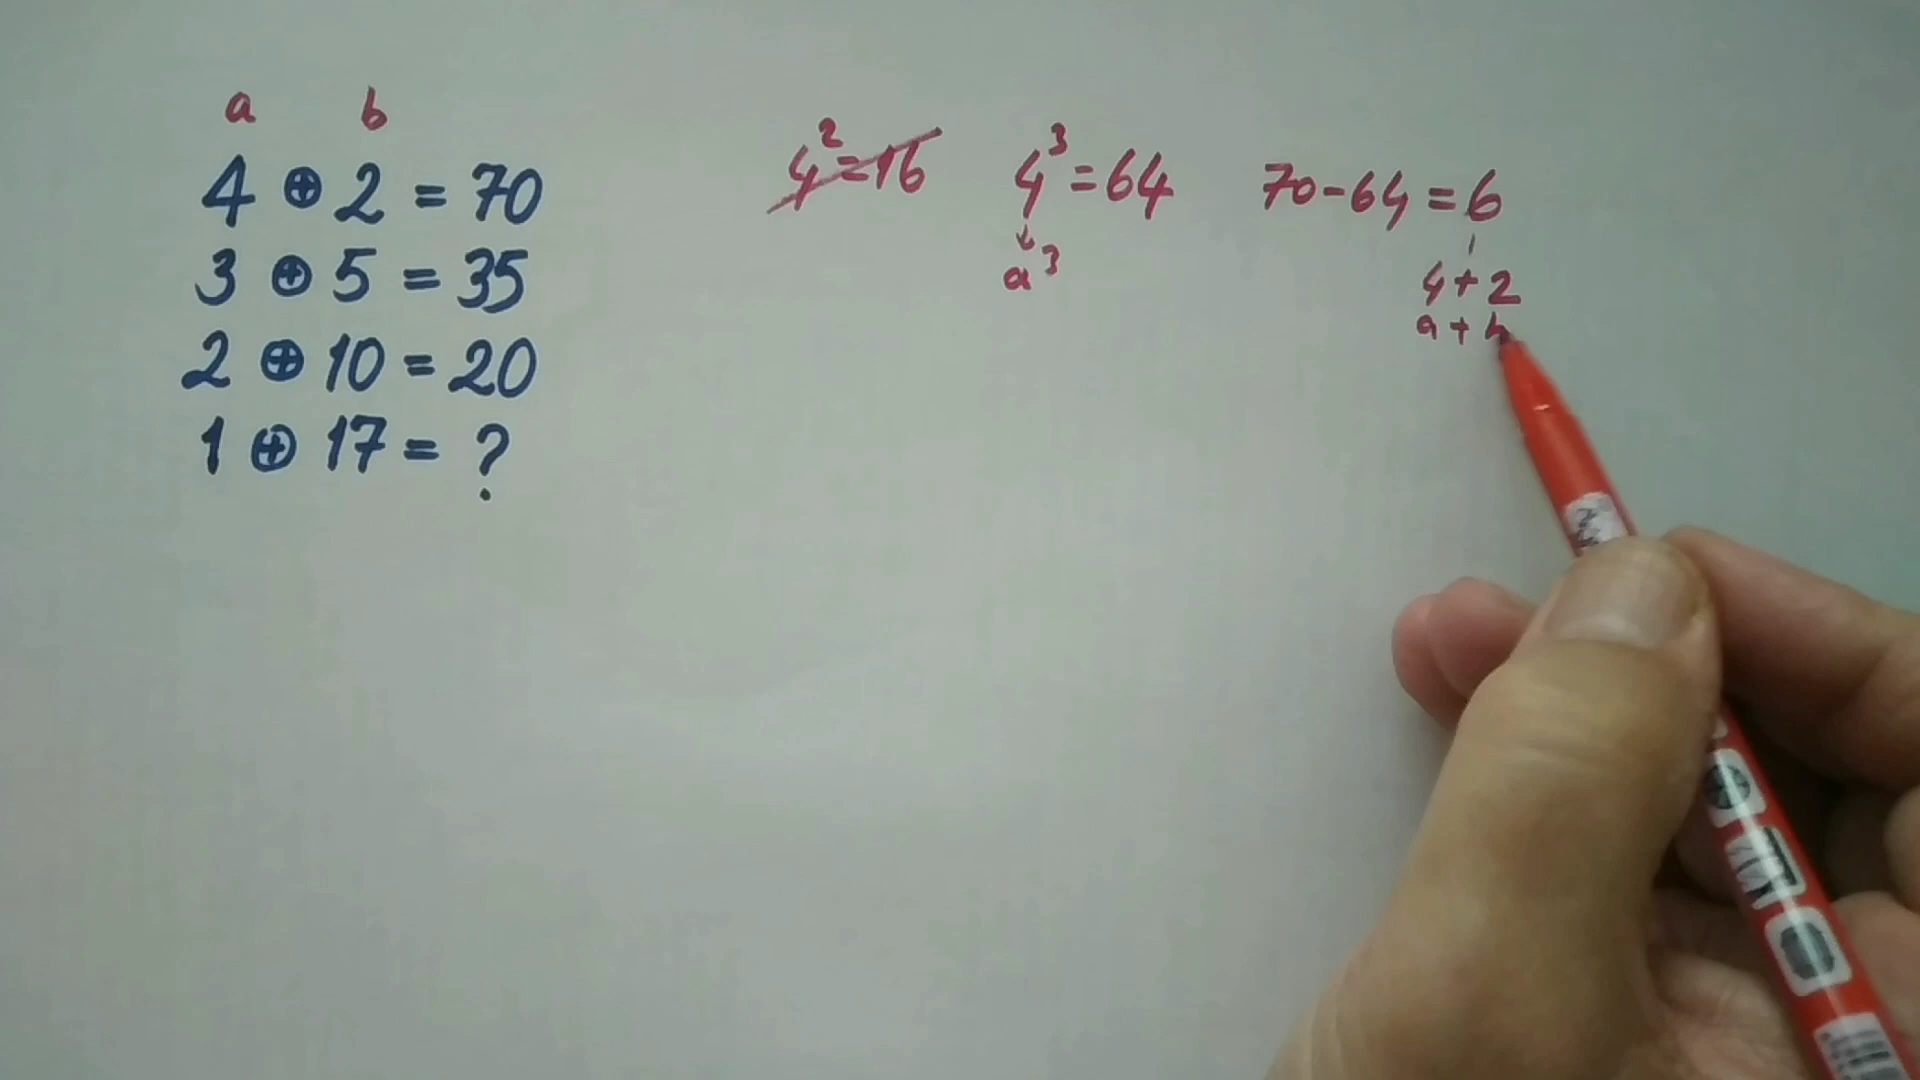 a b
4 ⊕ 2 = 70
3 ⊕ 5 = 35
2 ⊕ 10 = 20
1 ⊕ 17 = ?
4² = 16 4³ = 64 70 - 64 = 6
a³
4 + 2
a + b